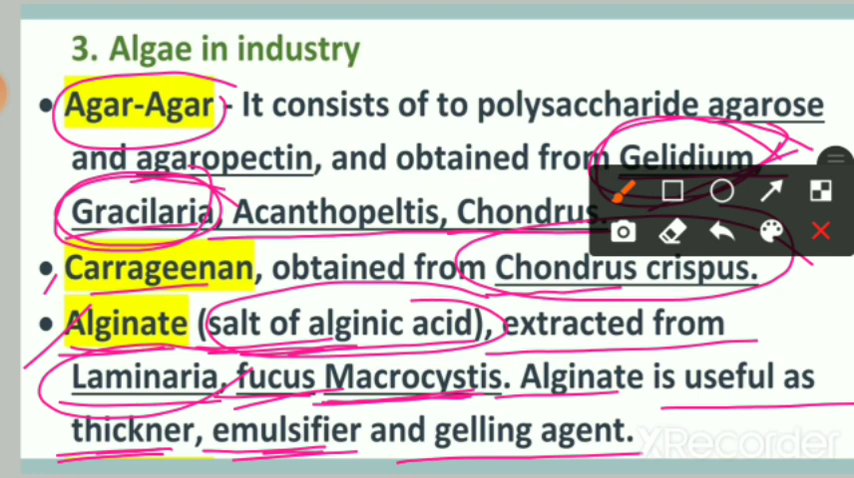 3. Algae in industry
• Agar-Agar - It consists of to polysaccharide agarose
and agaropectin, and obtained from Gelidium,
Gracilaria, Acanthopeltis, Chondrus.
• Carrageenan, obtained from Chondrus crispus.
• Alginate (salt of alginic acid), extracted from
Laminaria, fucus Macrocystis. Alginate is useful as
thickner, emulsifier and gelling agent.
XRecorder